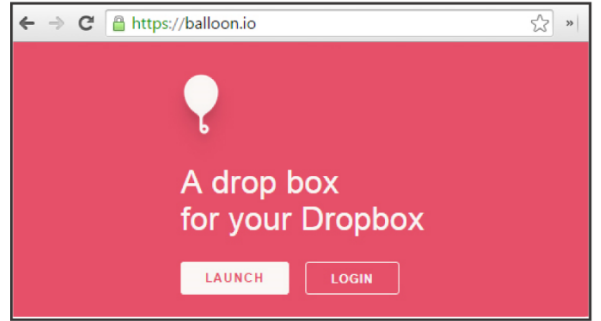 https://balloon.io
»
A drop box
for your Dropbox
LAUNCH
LOGIN